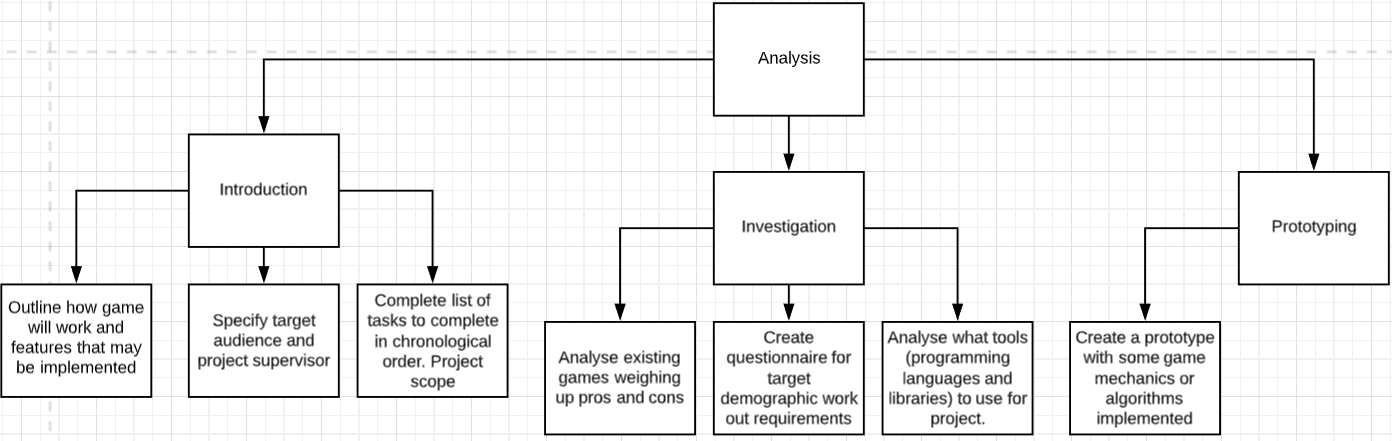 Analysis
Introduction
Investigation
Prototyping
Outline how game
will work and
features that may
be implemented
Specify target
audience and
project supervisor
Complete list of
tasks to complete
in chronological
order. Project
scope
Analyse existing
games weighing
up pros and cons
Create
questionnaire for
target
demographic work
out requirements
Analyse what tools
(programming
languages and
libraries) to use for
project.
Create a prototype
with some game
mechanics or
algorithms
implemented